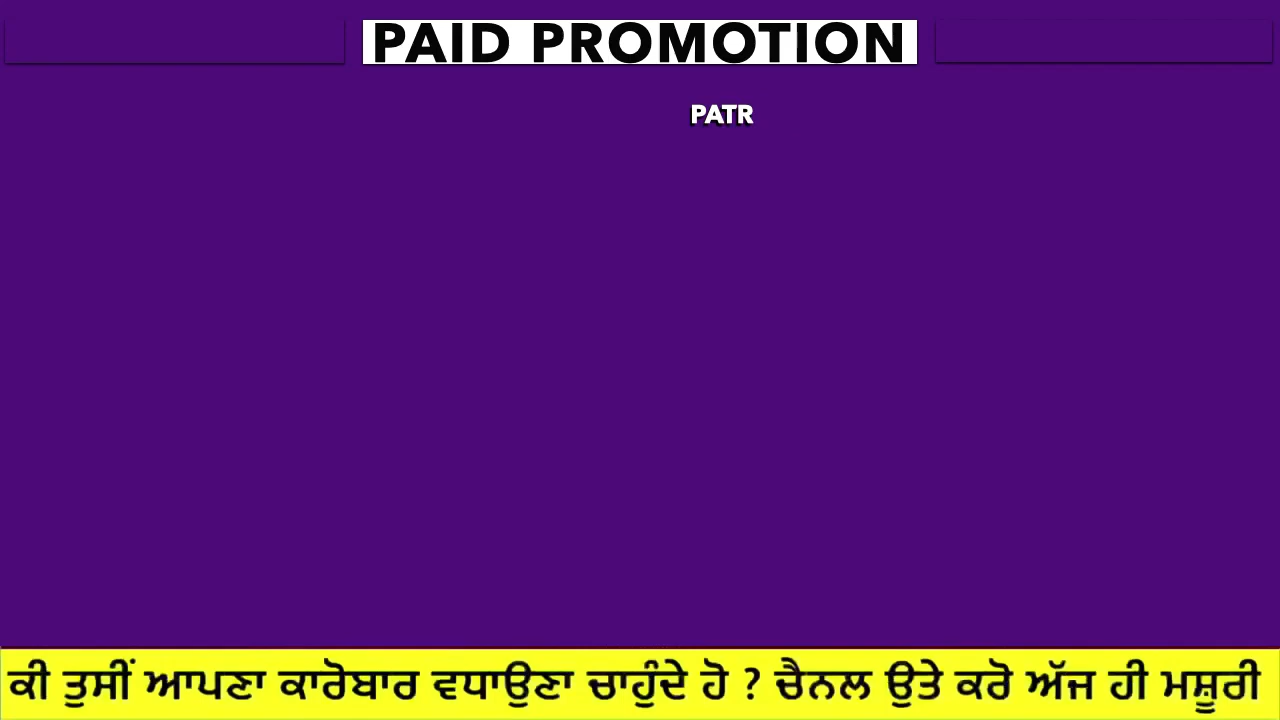 PAID PROMOTION
PATR
ਕੀ ਤੁਸੀਂ ਆਪਣਾ ਕਾਰੋਬਾਰ ਵਧਾਉਣਾ ਚਾਹੁੰਦੇ ਹੋ ? ਚੈਨਲ ਉਤੇ ਕਰੋ ਅੱਜ ਹੀ ਮਸ਼ੂਰੀ